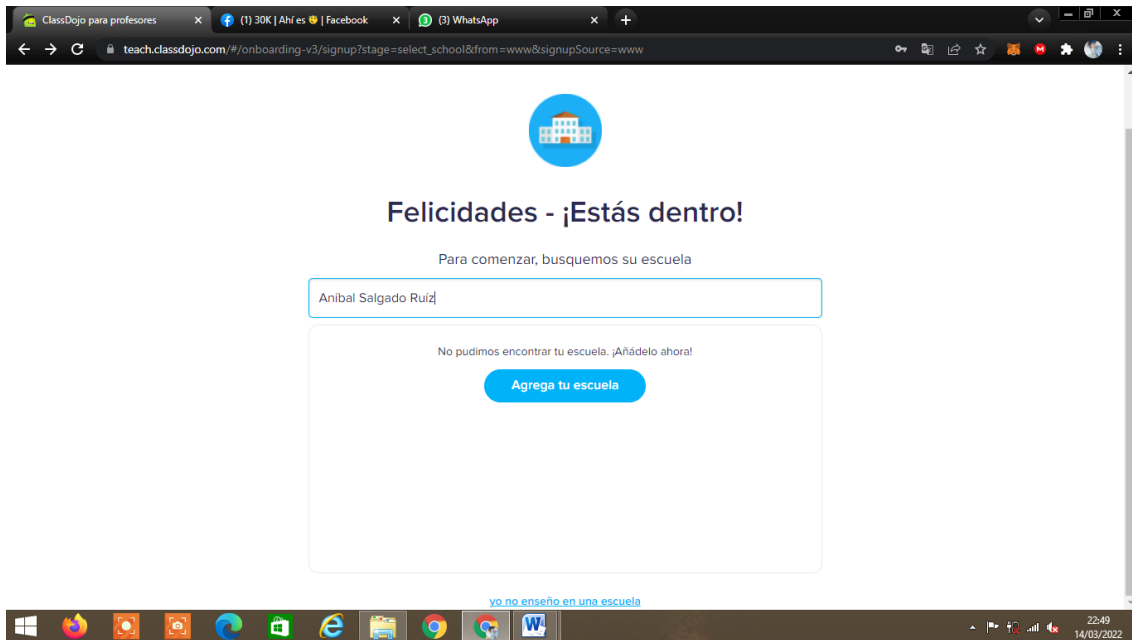 ClassDojo para profesores
(1) 30K | Ahí es 🤑 | Facebook
(3) WhatsApp
teach.classdojo.com/#/onboarding-v3/signup?stage=select_school&from=www&signupSource=www
Felicidades - ¡Estás dentro!
Para comenzar, busquemos su escuela
Aníbal Salgado Ruíz
No pudimos encontrar tu escuela. ¡Añádelo ahora!
Agrega tu escuela
yo no enseño en una escuela
22:49
14/03/2022